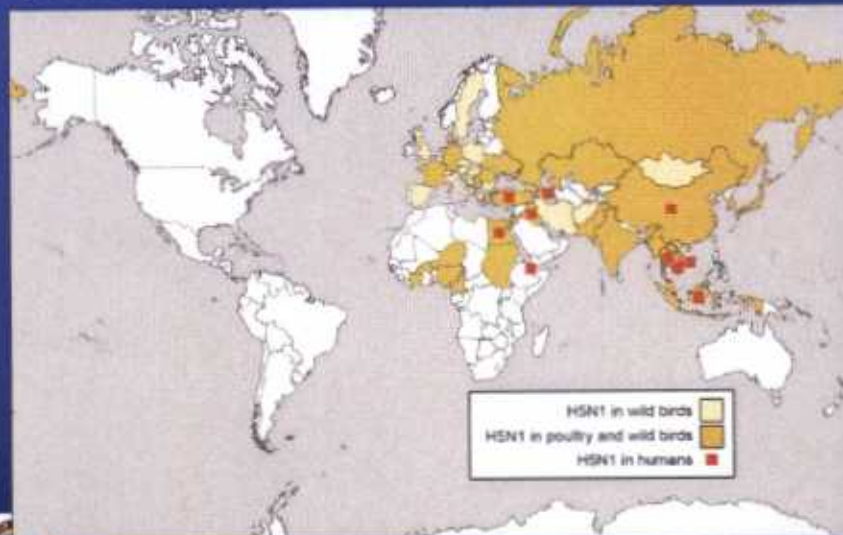 H5N1 in wild birds
H5N1 in poultry and wild birds
H5N1 in humans